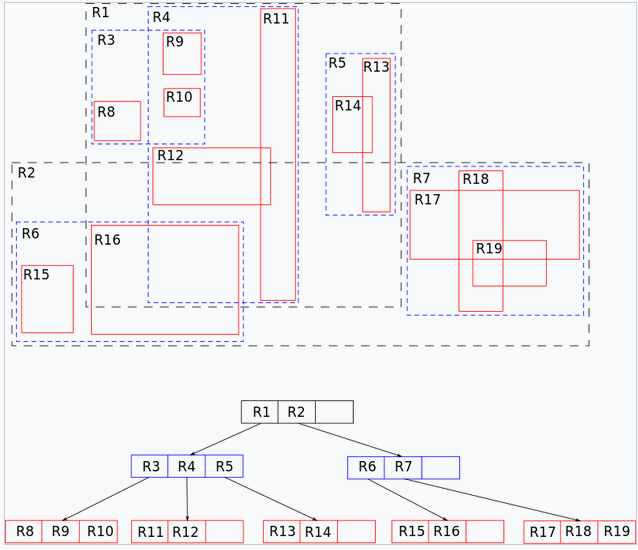 R1
R4
R11
R3
R9
R5
R13
R10
R14
R8
R12
R2
R7
R18
R17
R6
R16
R19
R15
R1 R2
R3 R4 R5
R6 R7
R8 R9 R10
R11 R12
R13 R14
R15 R16
R17 R18 R19